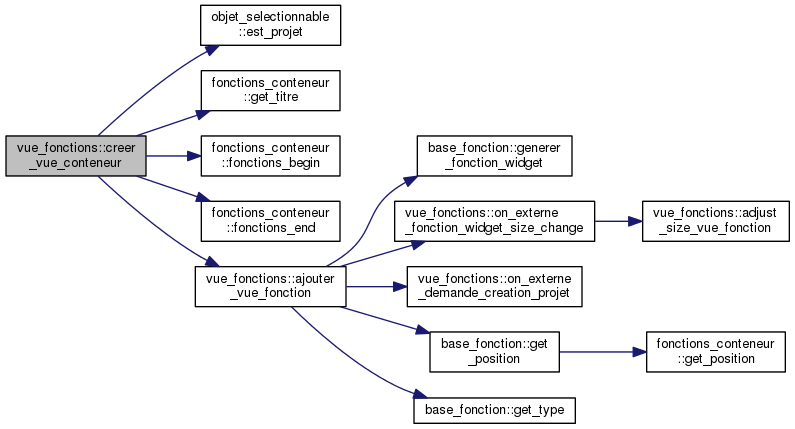 objet_selectionnable
::est_projet
fonctions_conteneur
::get_titre
vue_fonctions::creer
_vue_conteneur
fonctions_conteneur
::fonctions_begin
fonctions_conteneur
::fonctions_end
vue_fonctions::ajouter
_vue_fonction
base_fonction::generer
_fonction_widget
vue_fonctions::on_externe
_fonction_widget_size_change
vue_fonctions::adjust
_size_vue_fonction
vue_fonctions::on_externe
_demande_creation_projet
base_fonction::get
_position
fonctions_conteneur
::get_position
base_fonction::get_type